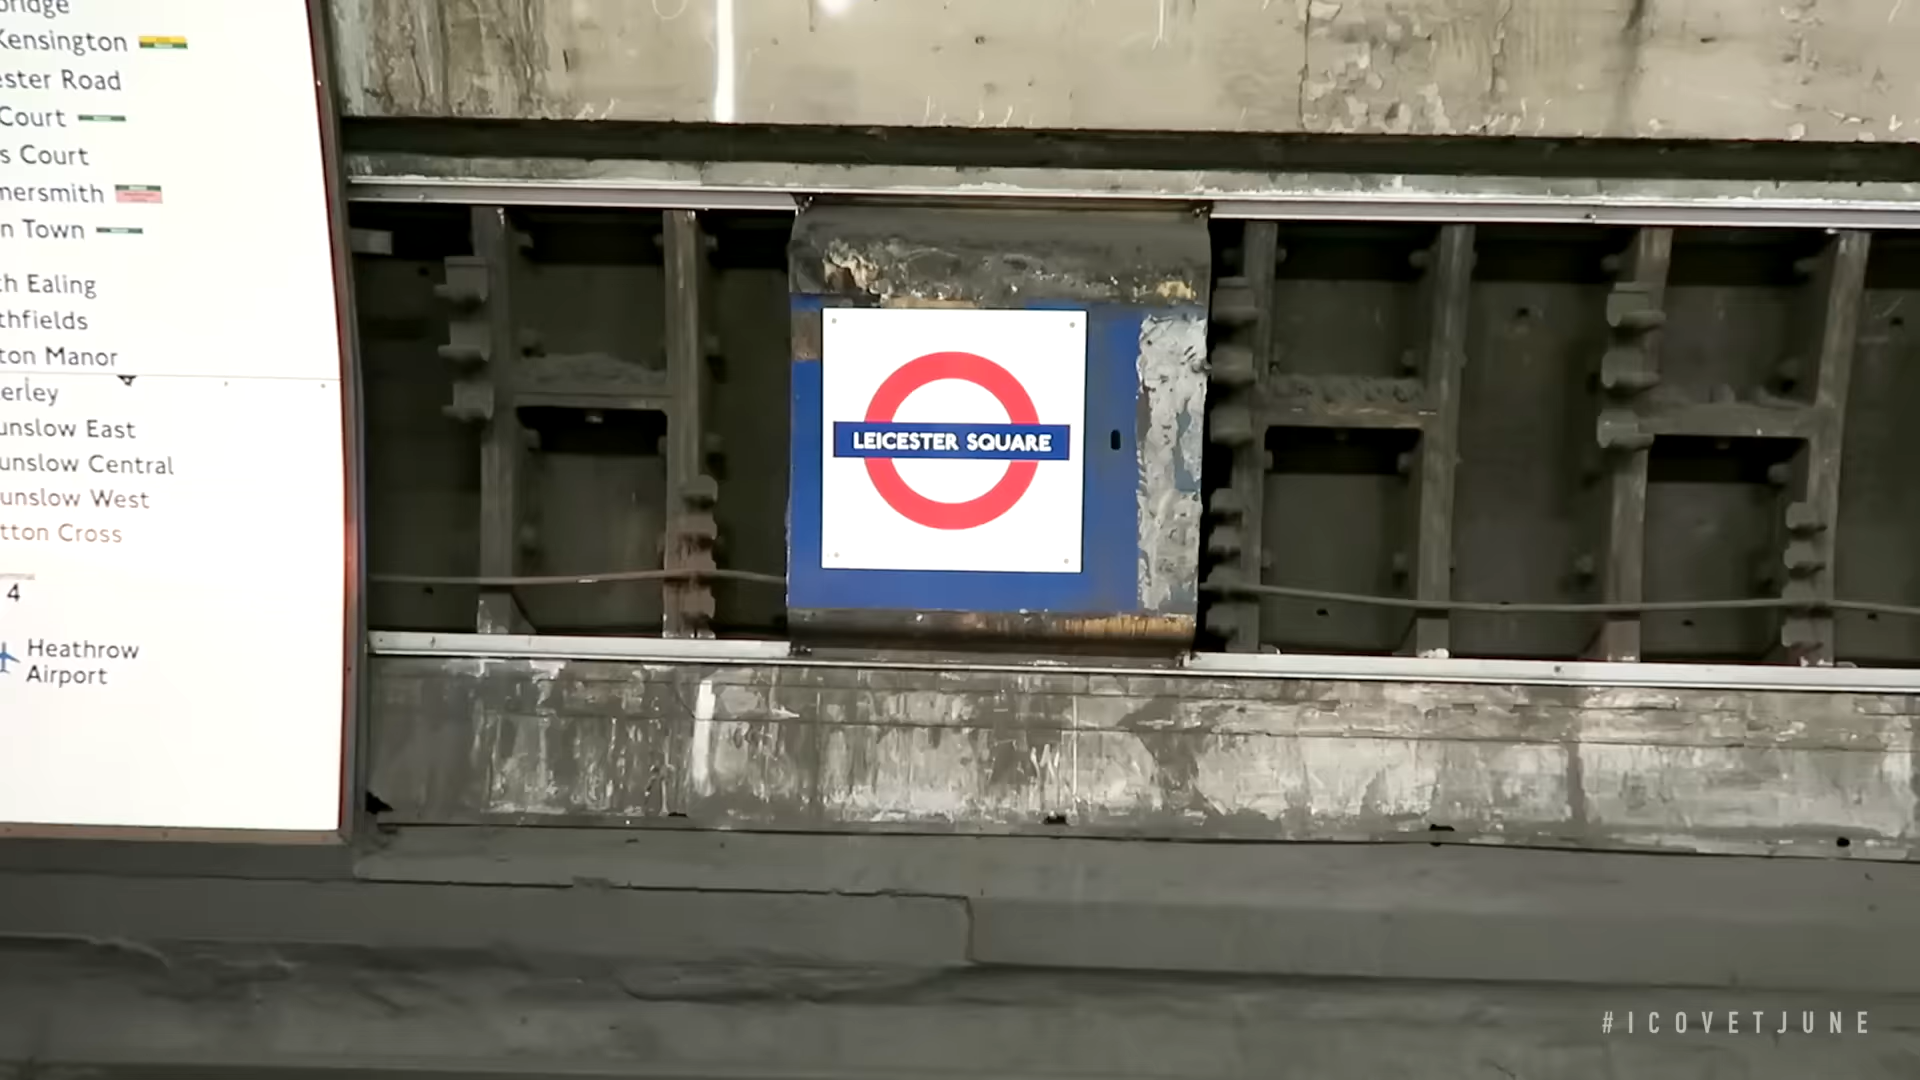 Kensington
ester Road
Court
s Court
mersmith
n Town
th Ealing
thfields
ton Manor
erley
unslow East
unslow Central
unslow West
tton Cross
4
Heathrow
Airport
LEICESTER SQUARE
#ICOVETJUNE